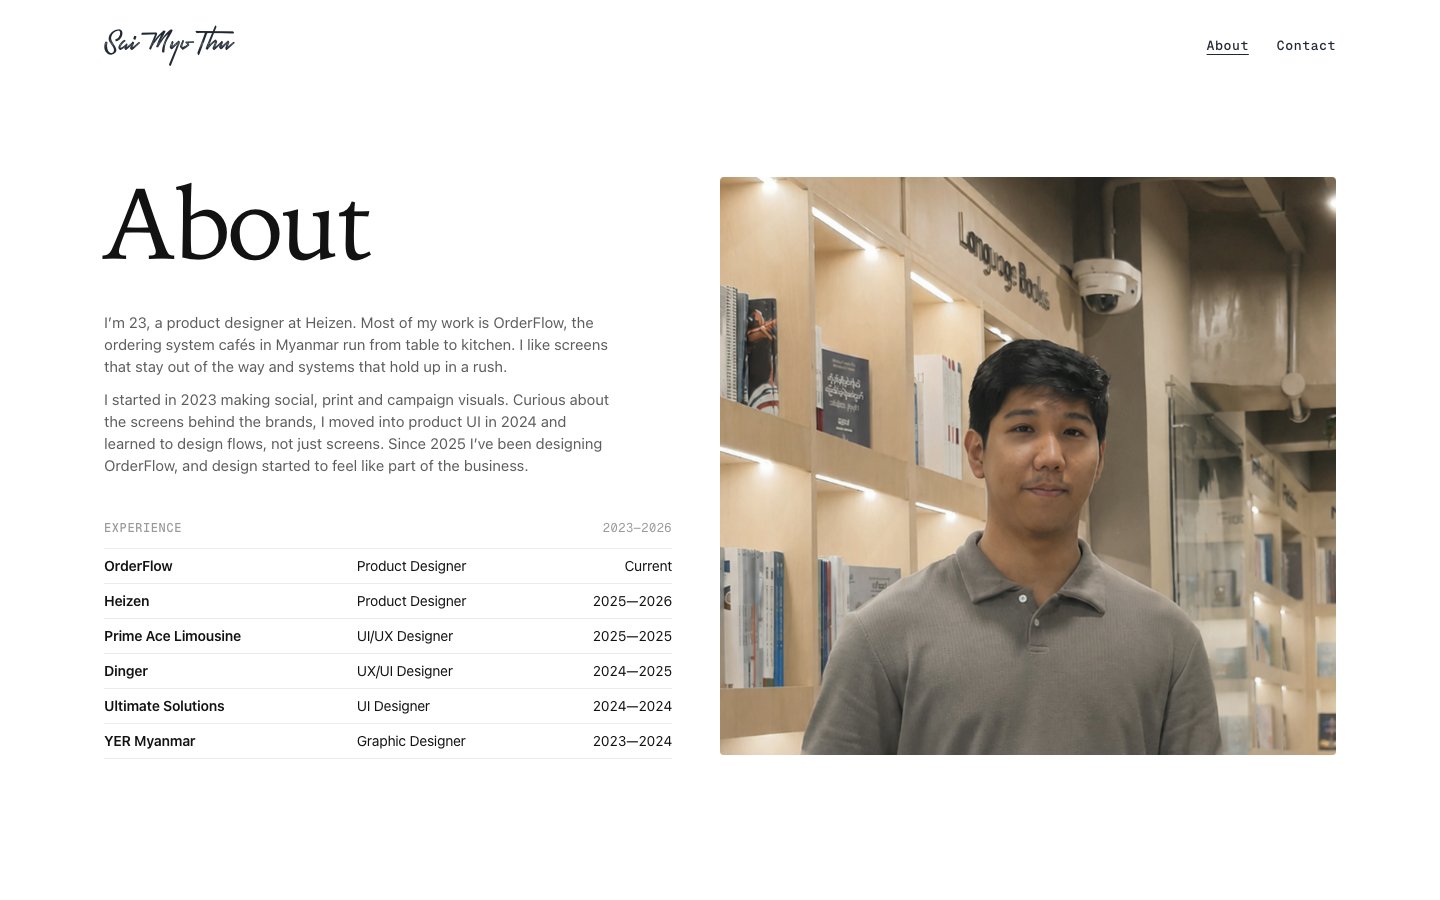 Sai Myo Thu
About
Contact
About
I'm 23, a product designer at Heizen. Most of my work is OrderFlow, the
ordering system cafés in Myanmar run from table to kitchen. I like screens
that stay out of the way and systems that hold up in a rush.
I started in 2023 making social, print and campaign visuals. Curious about
the screens behind the brands, I moved into product UI in 2024 and
learned to design flows, not just screens. Since 2025 I've been designing
OrderFlow, and design started to feel like part of the business.
EXPERIENCE 2023–2026
OrderFlow Product Designer Current
Heizen Product Designer 2025—2026
Prime Ace Limousine UI/UX Designer 2025—2025
Dinger UX/UI Designer 2024—2025
Ultimate Solutions UI Designer 2024—2024
YER Myanmar Graphic Designer 2023—2024
Language Books